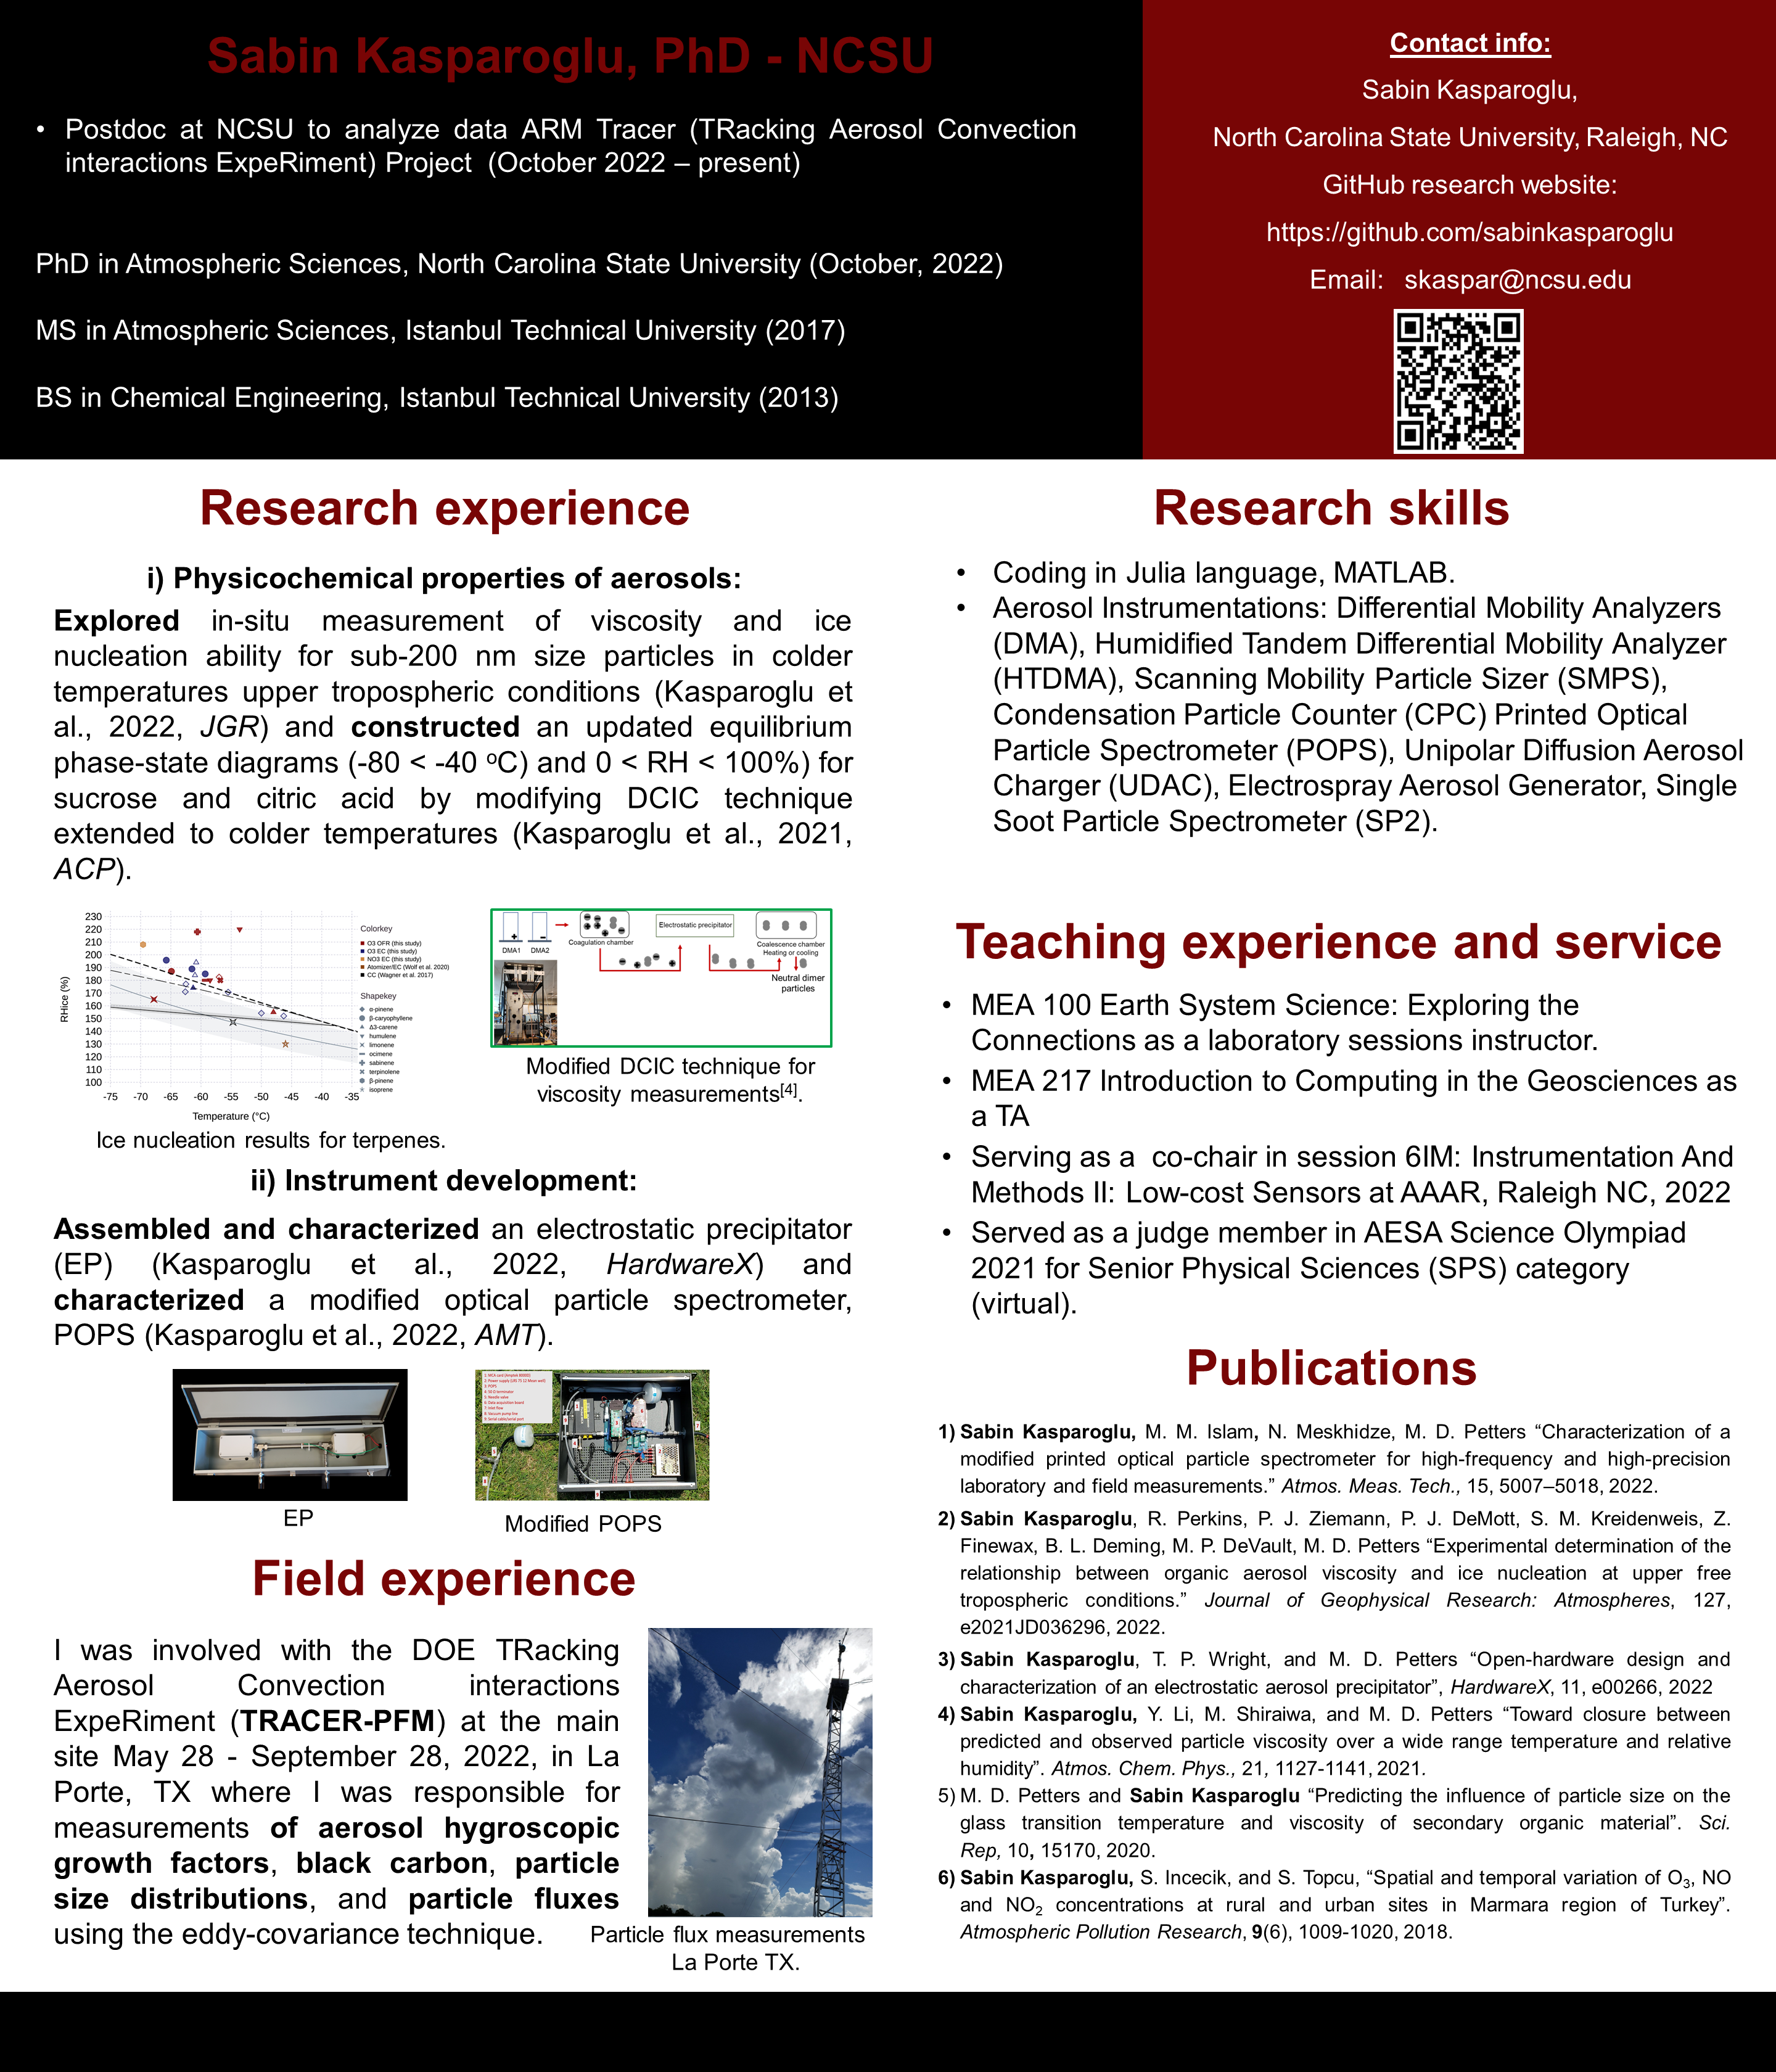 Sabin Kasparoglu, PhD - NCSU
• Postdoc at NCSU to analyze data ARM Tracer (TRacking Aerosol Convection
interactions ExpeRiment) Project (October 2022 – present)
PhD in Atmospheric Sciences, North Carolina State University (October, 2022)
MS in Atmospheric Sciences, Istanbul Technical University (2017)
BS in Chemical Engineering, Istanbul Technical University (2013)
Contact info:
Sabin Kasparoglu,
North Carolina State University, Raleigh, NC
GitHub research website:
https://github.com/sabinkasparoglu
Email: skaspar@ncsu.edu
Research experience
i) Physicochemical properties of aerosols:
Explored in-situ measurement of viscosity and ice
nucleation ability for sub-200 nm size particles in colder
temperatures upper tropospheric conditions (Kasparoglu et
al., 2022, JGR) and constructed an updated equilibrium
phase-state diagrams (-80 < -40 ᵒC) and 0 < RH < 100%) for
sucrose and citric acid by modifying DCIC technique
extended to colder temperatures (Kasparoglu et al., 2021,
ACP).
RHice (%)
230
220
210
200
190
180
170
160
150
140
130
120
110
100
-75 -70 -65 -60 -55 -50 -45 -40 -35
Temperature (°C)
Colorkey
O3 OFR (this study)
O3 EC (this study)
NO3 EC (this study)
Atomizer/EC (Wolf et al. 2020)
CC (Wagner et al. 2017)
Shapekey
α-pinene
β-caryophyllene
Δ3-carene
humulene
limonene
ocimene
sabinene
terpinolene
β-pinene
isoprene
Ice nucleation results for terpenes.
DMA1 DMA2
Coagulation chamber
Electrostatic precipitator
Coalescence chamber
Heating or cooling
Neutral dimer
particles
Modified DCIC technique for
viscosity measurements[4].
ii) Instrument development:
Assembled and characterized an electrostatic precipitator
(EP) (Kasparoglu et al., 2022, HardwareX) and
characterized a modified optical particle spectrometer,
POPS (Kasparoglu et al., 2022, AMT).
EP
3: POPS
Modified POPS
Field experience
I was involved with the DOE TRacking
Aerosol Convection interactions
ExpeRiment (TRACER-PFM) at the main
site May 28 - September 28, 2022, in La
Porte, TX where I was responsible for
measurements of aerosol hygroscopic
growth factors, black carbon, particle
size distributions, and particle fluxes
using the eddy-covariance technique.
Particle flux measurements
La Porte TX.
Research skills
• Coding in Julia language, MATLAB.
• Aerosol Instrumentations: Differential Mobility Analyzers
(DMA), Humidified Tandem Differential Mobility Analyzer
(HTDMA), Scanning Mobility Particle Sizer (SMPS),
Condensation Particle Counter (CPC) Printed Optical
Particle Spectrometer (POPS), Unipolar Diffusion Aerosol
Charger (UDAC), Electrospray Aerosol Generator, Single
Soot Particle Spectrometer (SP2).
Teaching experience and service
• MEA 100 Earth System Science: Exploring the
Connections as a laboratory sessions instructor.
• MEA 217 Introduction to Computing in the Geosciences as
a TA
• Serving as a co-chair in session 6IM: Instrumentation And
Methods II: Low-cost Sensors at AAAR, Raleigh NC, 2022
• Served as a judge member in AESA Science Olympiad
2021 for Senior Physical Sciences (SPS) category
(virtual).
Publications
1) Sabin Kasparoglu, M. M. Islam, N. Meskhidze, M. D. Petters “Characterization of a
modified printed optical particle spectrometer for high-frequency and high-precision
laboratory and field measurements.” Atmos. Meas. Tech., 15, 5007–5018, 2022.
2) Sabin Kasparoglu, R. Perkins, P. J. Ziemann, P. J. DeMott, S. M. Kreidenweis, Z.
Finewax, B. L. Deming, M. P. DeVault, M. D. Petters “Experimental determination of the
relationship between organic aerosol viscosity and ice nucleation at upper free
tropospheric conditions.” Journal of Geophysical Research: Atmospheres, 127,
e2021JD036296, 2022.
3) Sabin Kasparoglu, T. P. Wright, and M. D. Petters “Open-hardware design and
characterization of an electrostatic aerosol precipitator”, HardwareX, 11, e00266, 2022
4) Sabin Kasparoglu, Y. Li, M. Shiraiwa, and M. D. Petters “Toward closure between
predicted and observed particle viscosity over a wide range temperature and relative
humidity”. Atmos. Chem. Phys., 21, 1127-1141, 2021.
5) M. D. Petters and Sabin Kasparoglu “Predicting the influence of particle size on the
glass transition temperature and viscosity of secondary organic material”. Sci.
Rep, 10, 15170, 2020.
6) Sabin Kasparoglu, S. Incecik, and S. Topcu, “Spatial and temporal variation of O3, NO
and NO2 concentrations at rural and urban sites in Marmara region of Turkey”.
Atmospheric Pollution Research, 9(6), 1009-1020, 2018.